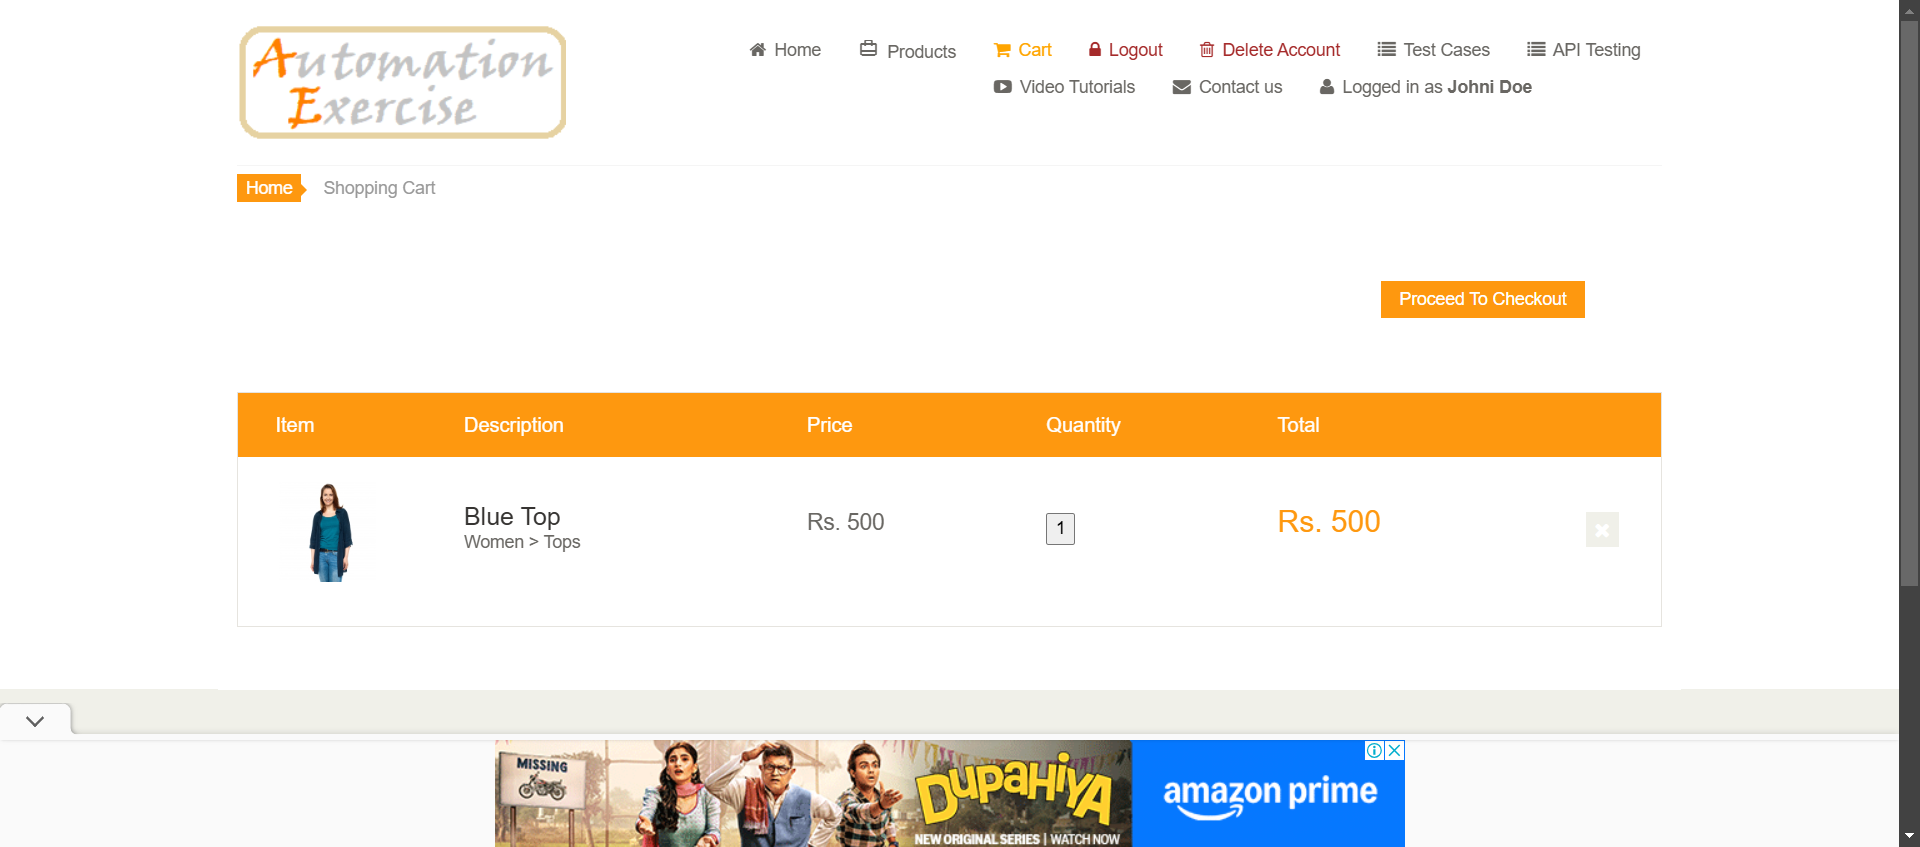 Automation
Exercise
Home
Products
Cart
Logout
Delete Account
Test Cases
API Testing
Video Tutorials
Contact us
Logged in as Johni Doe
Home
Shopping Cart
Proceed To Checkout
Item Description Price Quantity Total
Blue Top
Women > Tops
Rs. 500
1
Rs. 500
MISSING
DUPAHIYA
NEW ORIGINAL SERIES | WATCH NOW
amazon prime